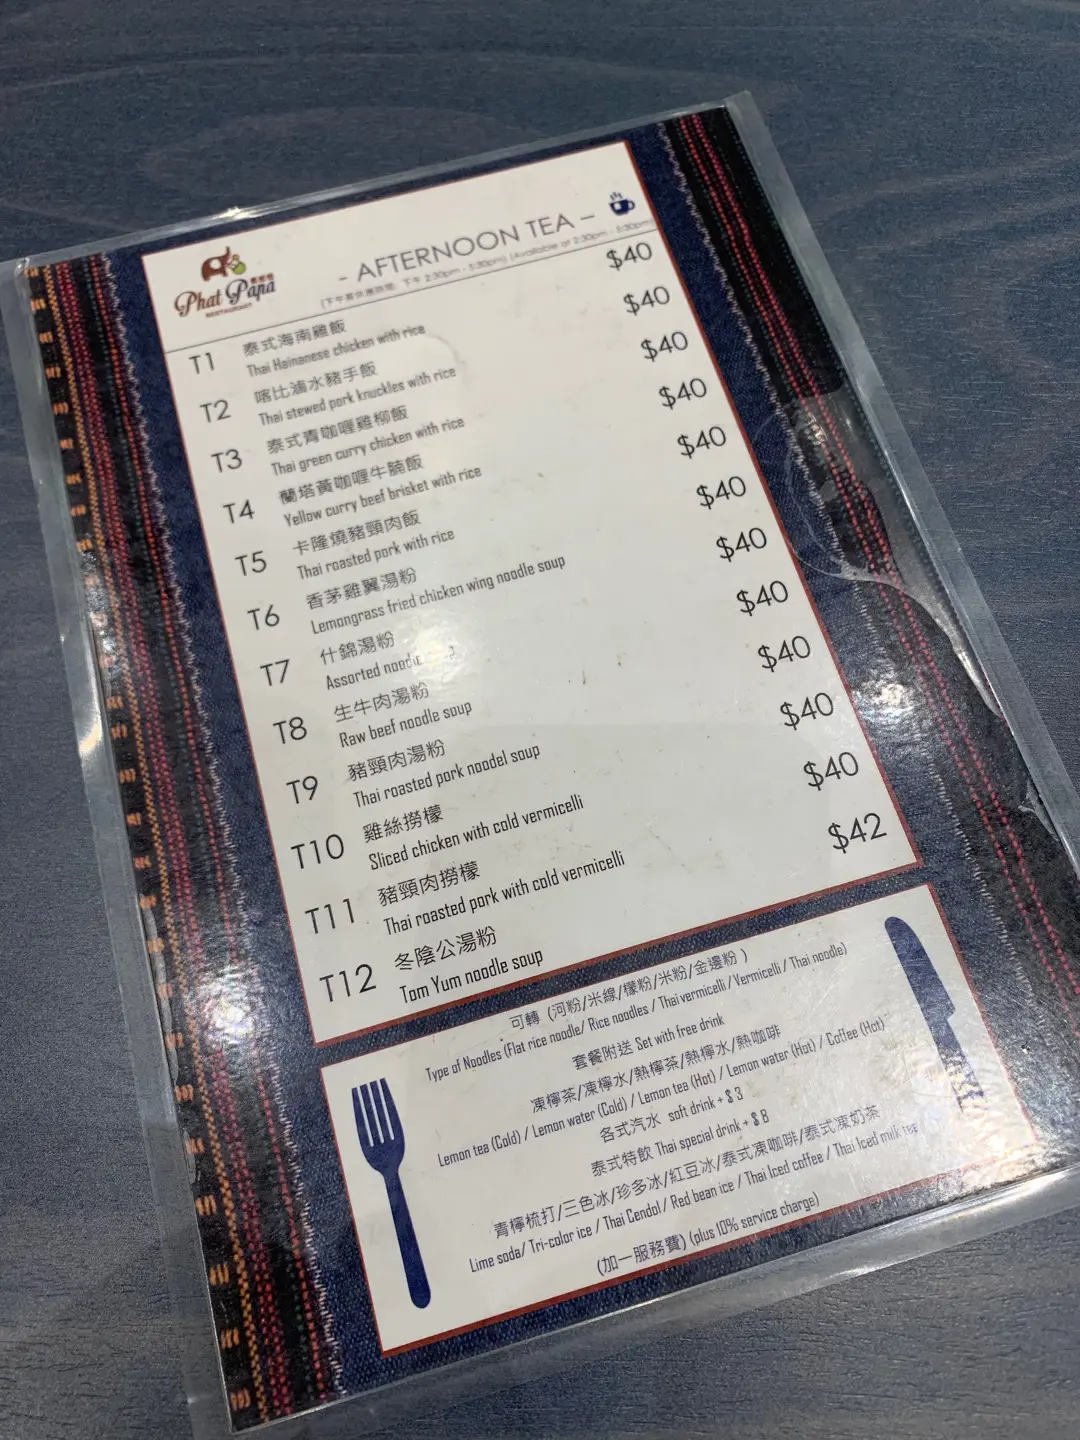 Phat Papa
RESTAURANT
- AFTERNOON TEA -
(下午茶供應時間: 下午 2:30pm - 5:30pm) (Available at 2:30pm - 5:30pm)
T1 泰式海南雞飯 $40
Thai Hainanese chicken with rice
T2 喀比滷水豬手飯 $40
Thai stewed pork knuckles with rice
T3 泰式青咖喱雞柳飯 $40
Thai green curry chicken with rice
T4 蘭塔黃咖喱牛腩飯 $40
Yellow curry beef brisket with rice
T5 卡隆燒豬頸肉飯 $40
Thai roasted pork with rice
T6 香茅雞翼湯粉 $40
Lemongrass fried chicken wing noodle soup
T7 什錦湯粉 $40
Assorted
T8 生牛肉湯粉 $40
Raw beef noodle soup
T9 豬頸肉湯粉 $40
Thai roasted pork noodel soup
T10 雞絲撈檬 $40
Sliced chicken with cold vermicelli
T11 豬頸肉撈檬 $40
Thai roasted pork with cold vermicelli
T12 冬陰公湯粉 $42
Tom Yum noodle soup
可轉 (河粉/米線/檬粉/米粉/金邊粉)
Type of Noodles (Flat rice noodle/ Rice noodles / Thai vermicelli / Vermicelli / Thai noodle)
套餐附送 Set with free drink
凍檸茶/凍檸水/熱檸茶/熱檸水/熱咖啡
Lemon tea (Cold) / Lemon water (Cold) / Lemon tea (Hot) / Lemon water (Hot) / Coffee (Hot)
各式汽水 soft drink + $ 3
泰式特飲 Thai special drink + $ 8
青檸梳打/三色冰/珍多冰/紅豆冰/泰式凍咖啡/泰式凍奶茶
Lime soda/ Tri-color ice / Thai Cendol / Red bean ice / Thai Iced coffee / Thai Iced milk tea
(加一服務費) (plus 10% service charge)